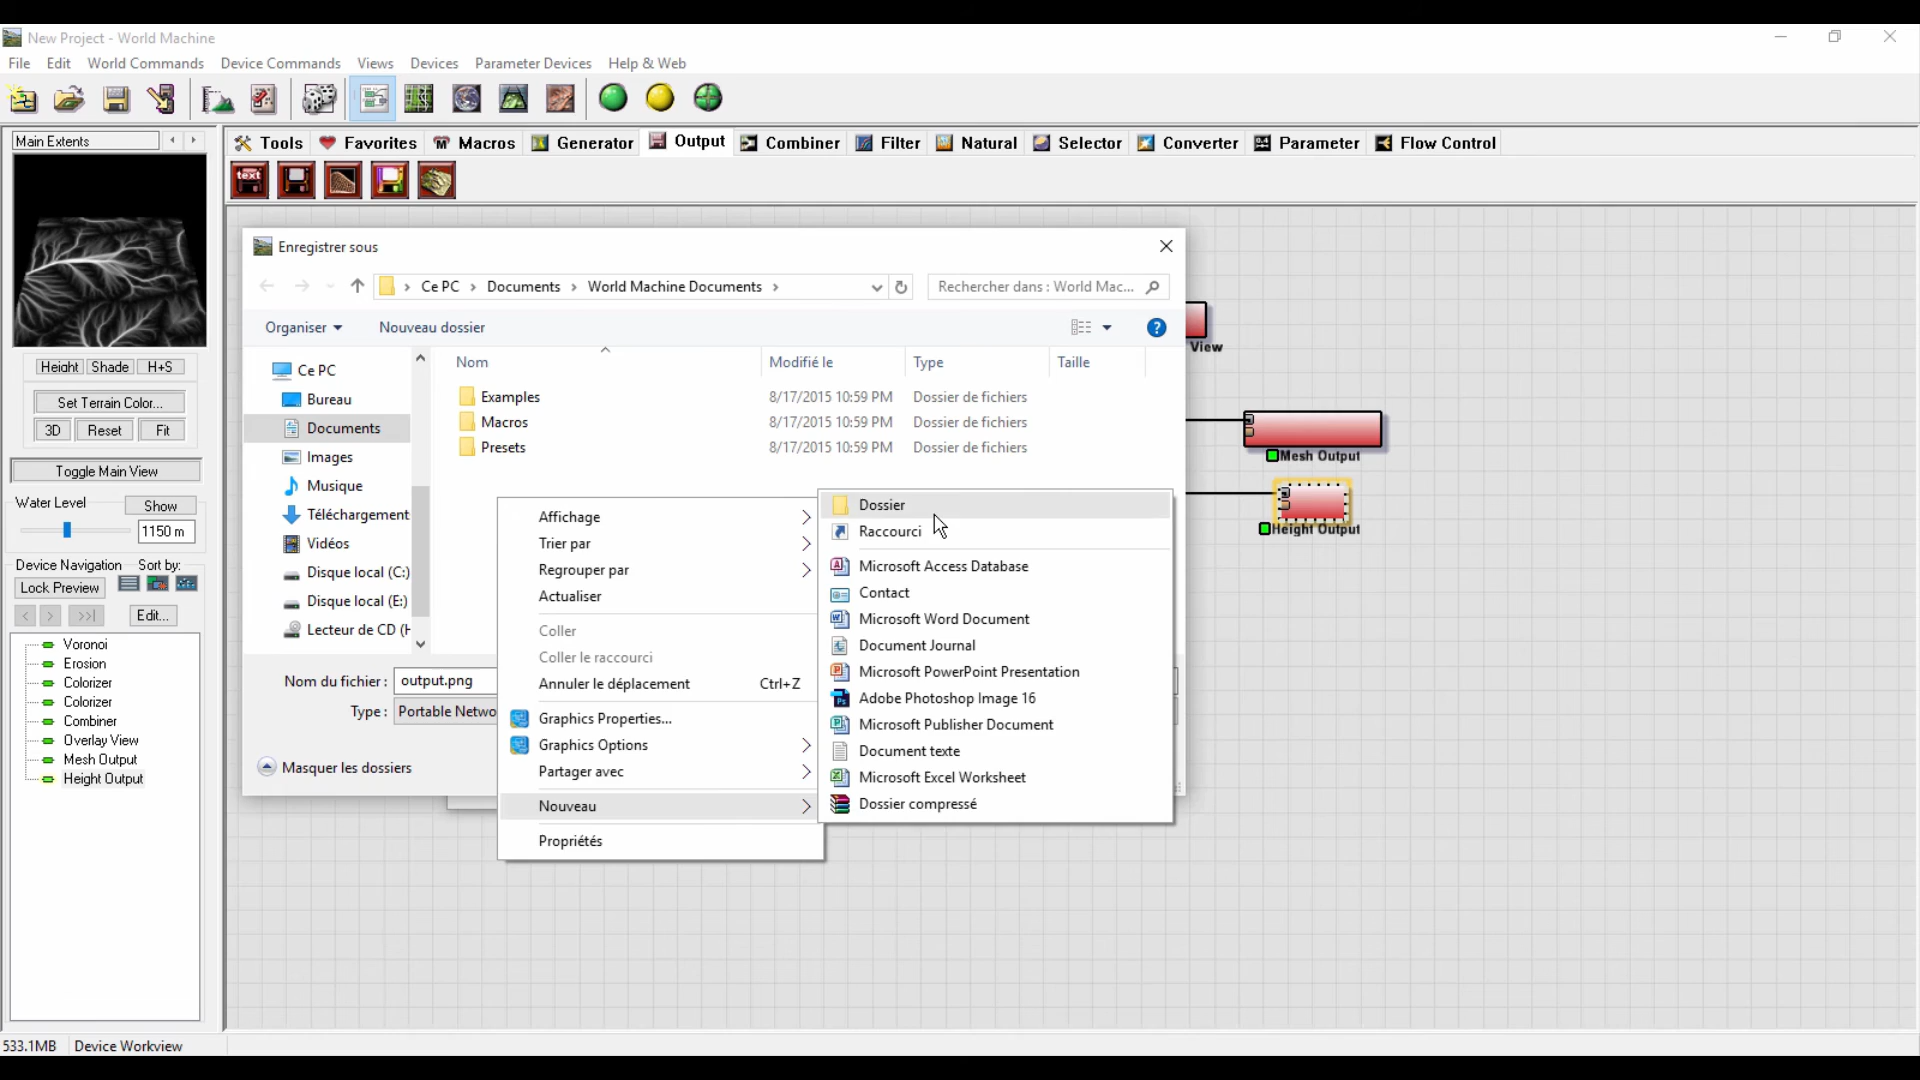 New Project - World Machine
File Edit World Commands Device Commands Views Devices Parameter Devices Help & Web
Main Extents
Tools Favorites Macros Generator Output Combiner Filter Natural Selector Converter Parameter Flow Control
text
Enregistrer sous
Ce PC > Documents > World Machine Documents >
Rechercher dans : World Mac...
Organiser Nouveau dossier
Nom Modifié le Type Taille
Ce PC
Bureau
Documents
Images
Musique
Téléchargement
Vidéos
Disque local (C:)
Disque local (E:)
Lecteur de CD (H
Examples 8/17/2015 10:59 PM Dossier de fichiers
Macros 8/17/2015 10:59 PM Dossier de fichiers
Presets 8/17/2015 10:59 PM Dossier de fichiers
Nom du fichier : output.png
Type : Portable Netwo
Masquer les dossiers
Affichage
Trier par
Regrouper par
Actualiser
Coller
Coller le raccourci
Annuler le déplacement Ctrl+Z
Graphics Properties...
Graphics Options
Partager avec
Nouveau
Propriétés
Dossier
Raccourci
Microsoft Access Database
Contact
Microsoft Word Document
Document Journal
Microsoft PowerPoint Presentation
Adobe Photoshop Image 16
Microsoft Publisher Document
Document texte
Microsoft Excel Worksheet
Dossier compressé
View
Mesh Output
Height Output
Height Shade H+S
Set Terrain Color...
3D Reset Fit
Toggle Main View
Water Level Show
1150 m
Device Navigation Sort by:
Lock Preview
< > >>| Edit...
Voronoi
Erosion
Colorizer
Colorizer
Combiner
Overlay View
Mesh Output
Height Output
533.1MB Device Workview